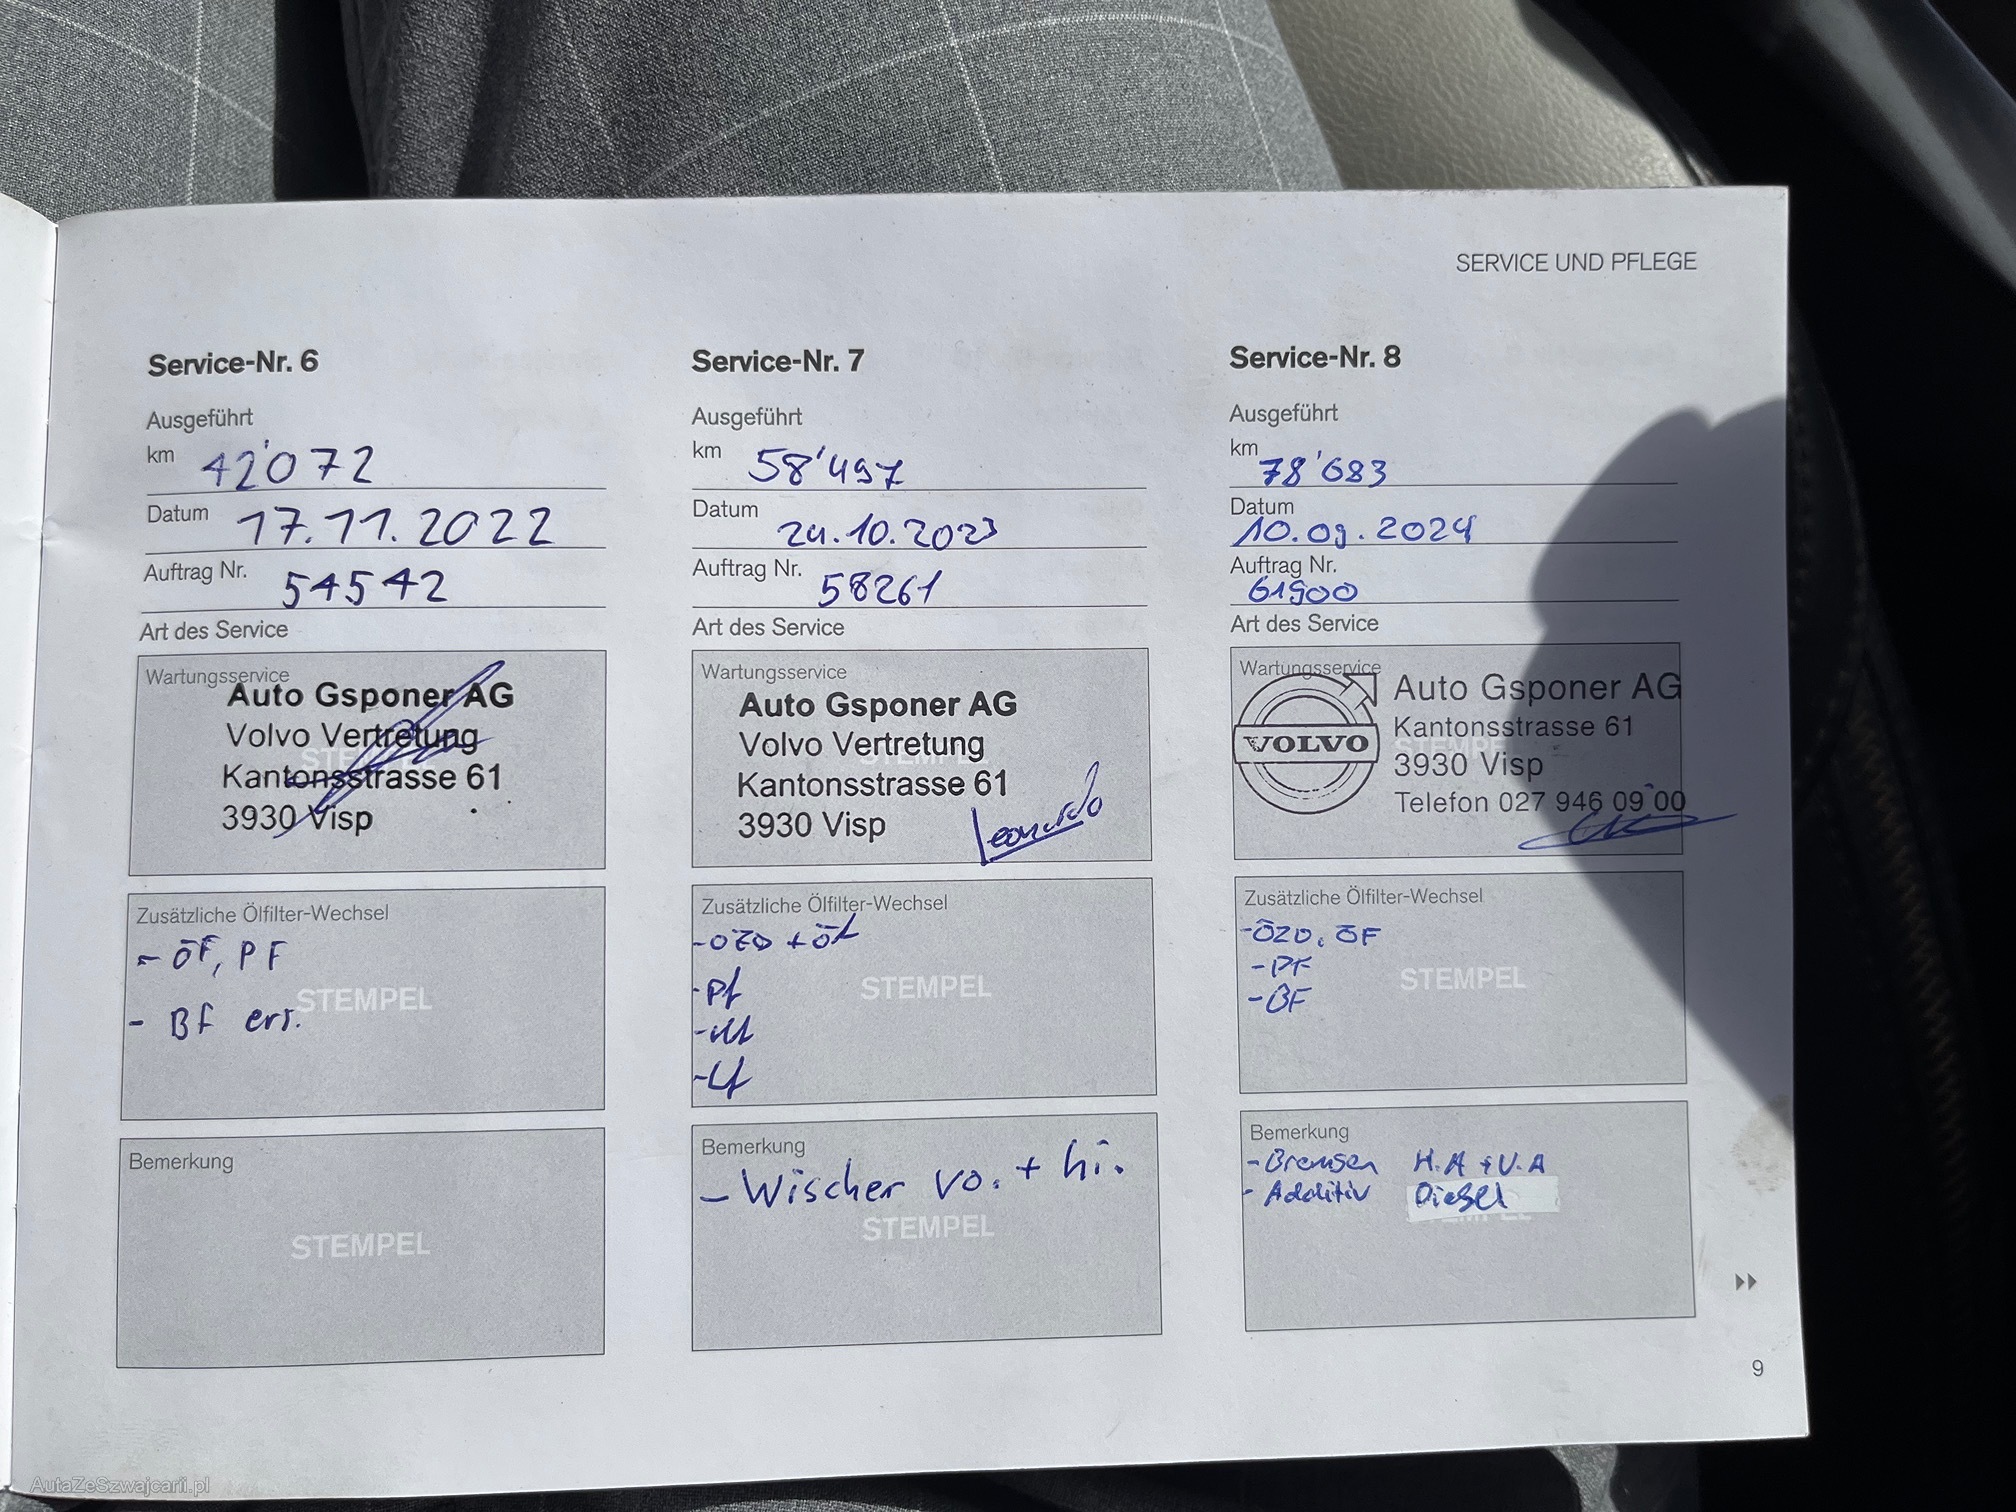 SERVICE UND PFLEGE
Service-Nr. 6
Ausgeführt
km 42'072
Datum 17.11.2022
Auftrag Nr. 54542
Art des Service
Wartungsservice
Auto Gsponer AG
Volvo Vertretung
Kantonsstrasse 61
3930 Visp
Zusätzliche Ölfilter-Wechsel
- ÖF, PF
- BF ers.
STEMPEL
Bemerkung
STEMPEL
Service-Nr. 7
Ausgeführt
km 58'497
Datum 24.10.2023
Auftrag Nr. 58261
Art des Service
Wartungsservice
Auto Gsponer AG
Volvo Vertretung
Kantonsstrasse 61
3930 Visp
Leonardo
Zusätzliche Ölfilter-Wechsel
-ÖZD + ÖF
STEMPEL
-Pf
-Lf
Bemerkung
- Wischer vo. + hi.
STEMPEL
Service-Nr. 8
Ausgeführt
km 78'683
Datum 10.09.2024
Auftrag Nr. 61900
Art des Service
Wartungsservice
VOLVO
Auto Gsponer AG
Kantonsstrasse 61
3930 Visp
Telefon 027 946 09 00
Zusätzliche Ölfilter-Wechsel
-ÖZD, ÖF
-PF
STEMPEL
-BF
Bemerkung
-Bremsen H.A + V.A
- Additiv Diesel
9
AutaZeSzwajcarii.pl